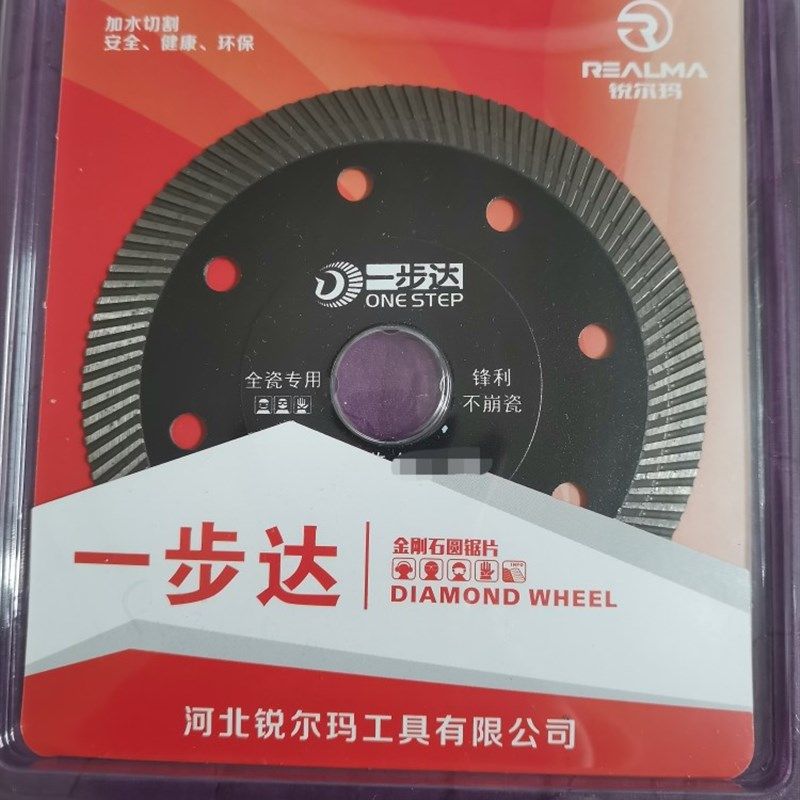 加水切割
安全、健康、环保
REALMA
锐尔玛
一步达
ONE STEP
全瓷专用
锋利
不崩瓷
一步达
金刚石圆锯片
INFO
DIAMOND WHEEL
河北锐尔玛工具有限公司